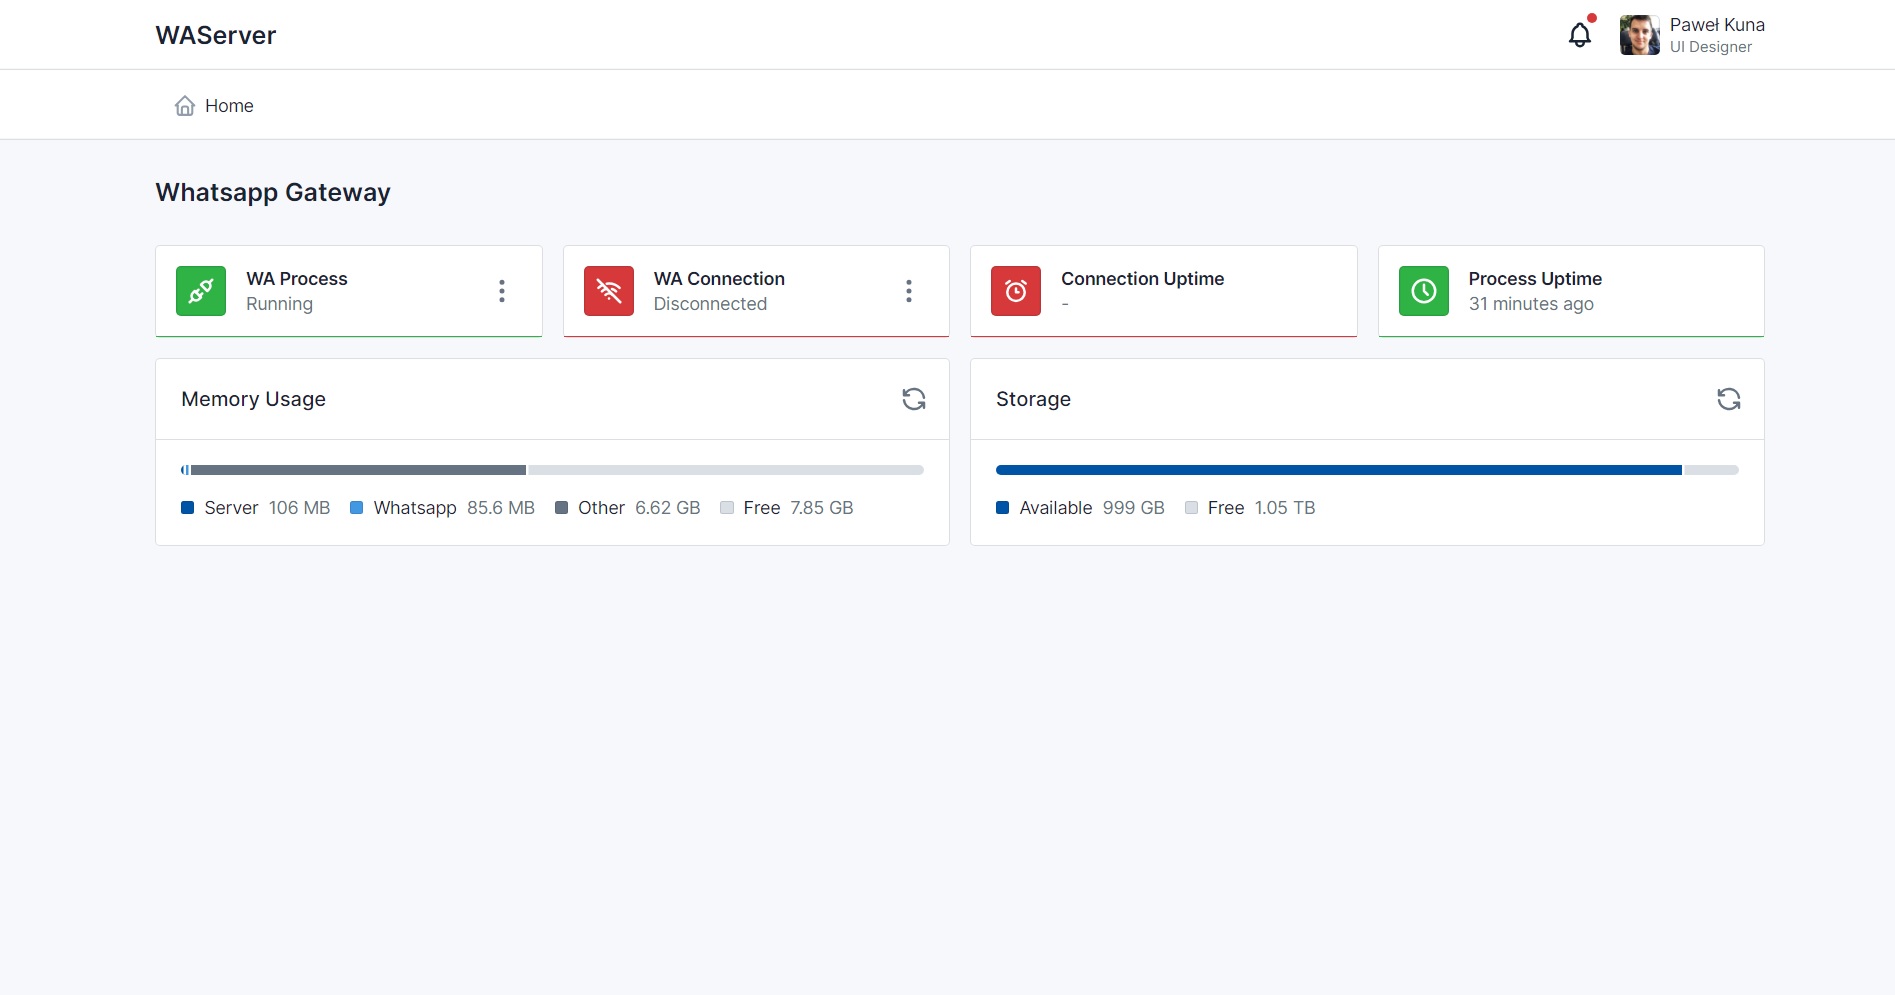 WAServer
Paweł Kuna
UI Designer
Home
Whatsapp Gateway
WA Process
Running
WA Connection
Disconnected
Connection Uptime
-
Process Uptime
31 minutes ago
Memory Usage
Server 106 MB Whatsapp 85.6 MB Other 6.62 GB Free 7.85 GB
Storage
Available 999 GB Free 1.05 TB